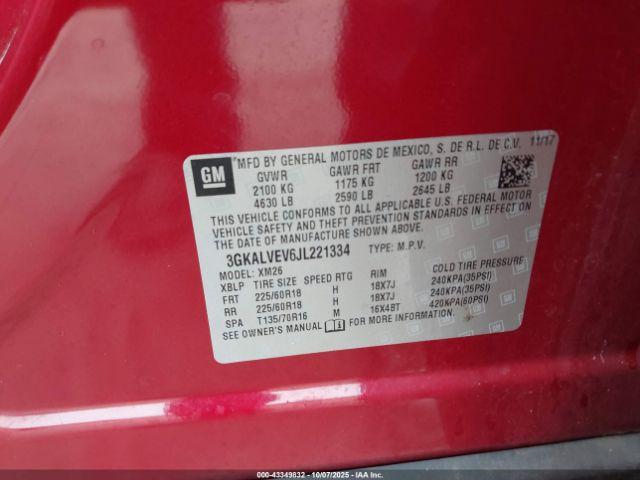 GM
MFD BY GENERAL MOTORS DE MEXICO, S. DE R.L. DE C.V. 11/17
GVWR GAWR FRT GAWR RR
2100 KG 1175 KG 1200 KG
4630 LB 2590 LB 2645 LB
THIS VEHICLE CONFORMS TO ALL APPLICABLE U.S. FEDERAL MOTOR
VEHICLE SAFETY AND THEFT PREVENTION STANDARDS IN EFFECT
ON THE DATE OF MANUFACTURE SHOWN ABOVE.
3GKALVEV6JL221334 TYPE: M.P.V.
MODEL: XM26
XBLP TIRE SIZE SPEED RTG RIM COLD TIRE PRESSURE
FRT 225/60R18 H 18X7J 240KPA(35PSI)
RR 225/60R18 H 18X7J 240KPA(35PSI)
SPA T135/70R16 M 16X4BT 420KPA(60PSI)
SEE OWNER'S MANUAL FOR MORE INFORMATION.
000-43349832 - 10/07/2025 - IAAI.COM